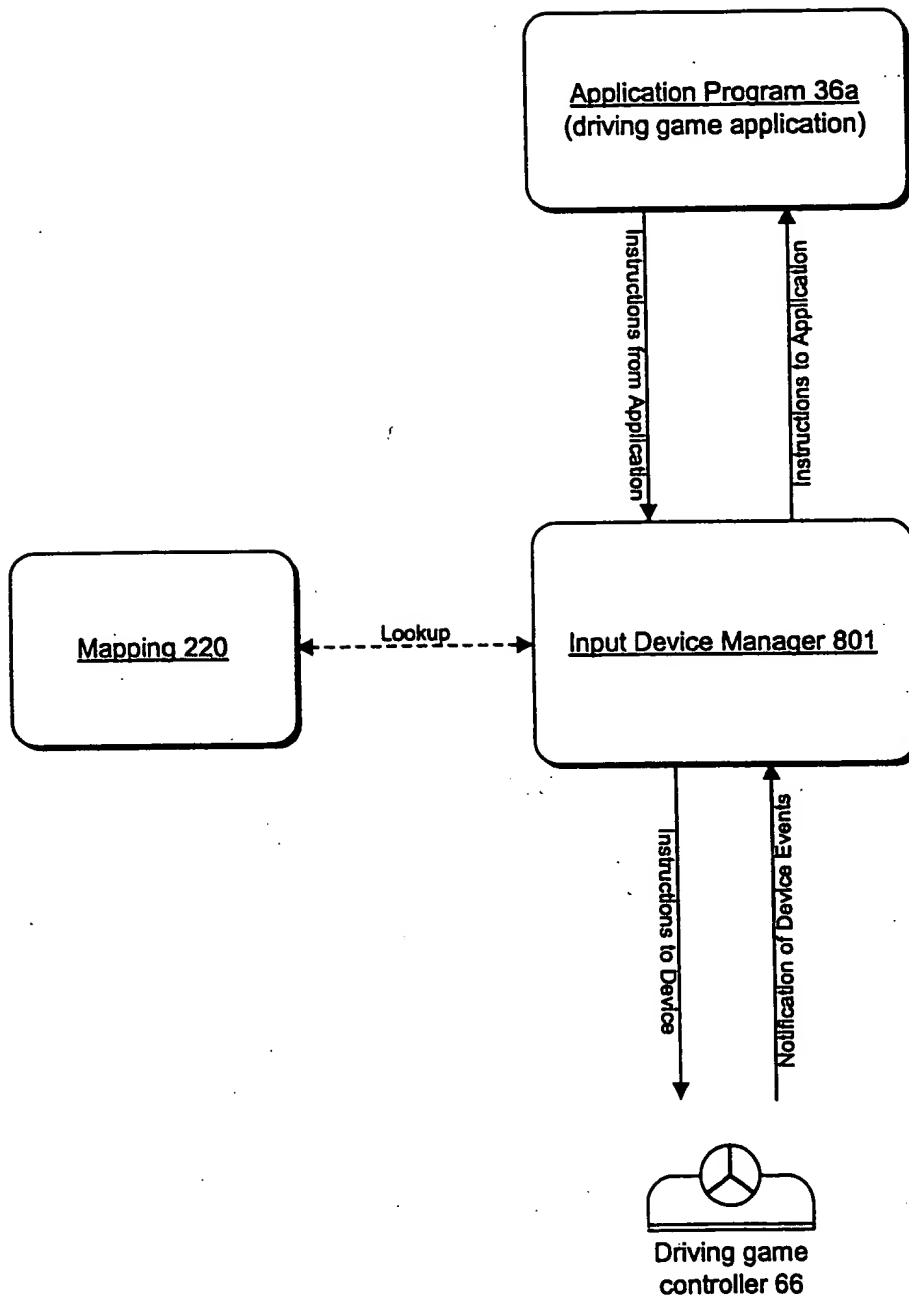 Application Program 36a
(driving game application)
Instructions from Application
Instructions to Application
Mapping 220
Lookup
Input Device Manager 801
Instructions to Device
Notification of Device Events
Driving game
controller 66